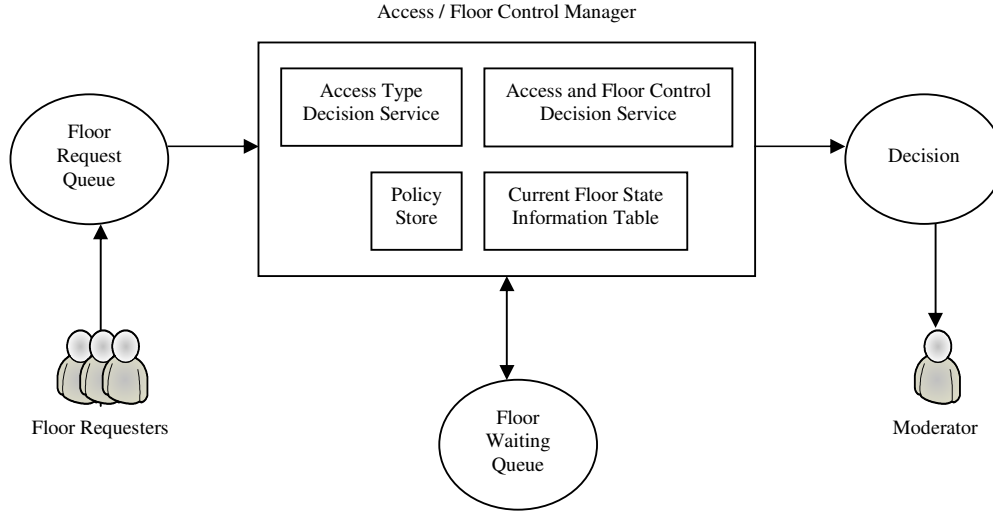 Access / Floor Control Manager
Access Type
Decision Service
Access and Floor Control
Decision Service
Floor
Request
Queue
Decision
Policy
Store
Current Floor State
Information Table
Floor Requesters
Floor
Waiting
Queue
Moderator